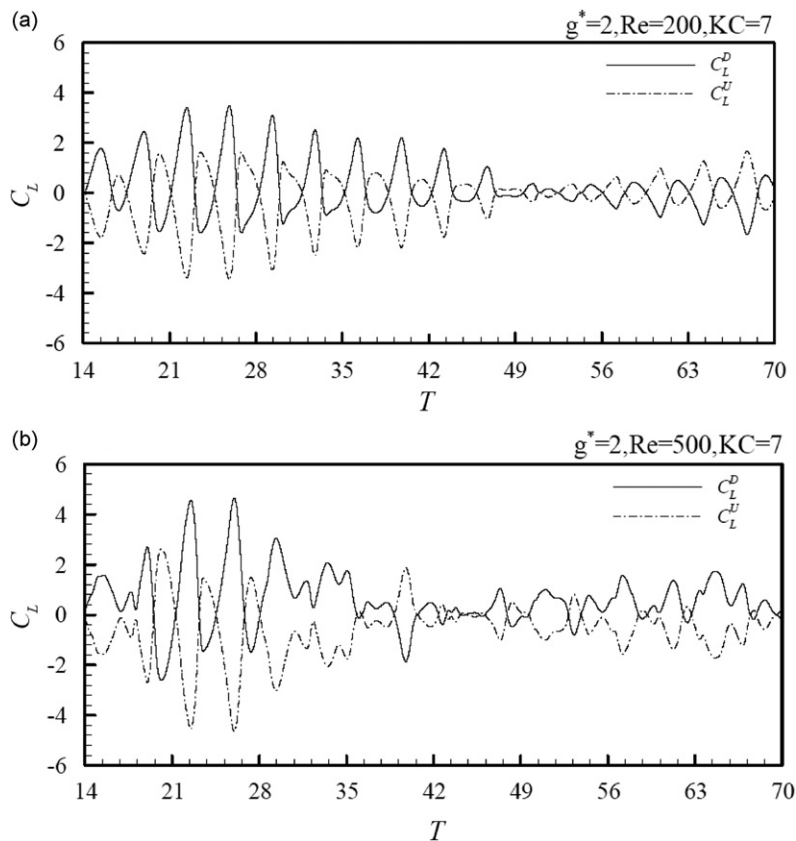 (a)
g*=2,Re=200,KC=7
6
C_L^D
4
C_L^U
2
C_L
0
-2
-4
-6
14 21 28 35 42 49 56 63 70
T
(b)
g*=2,Re=500,KC=7
6
C_L^D
4
C_L^U
2
C_L
0
-2
-4
-6
14 21 28 35 42 49 56 63 70
T